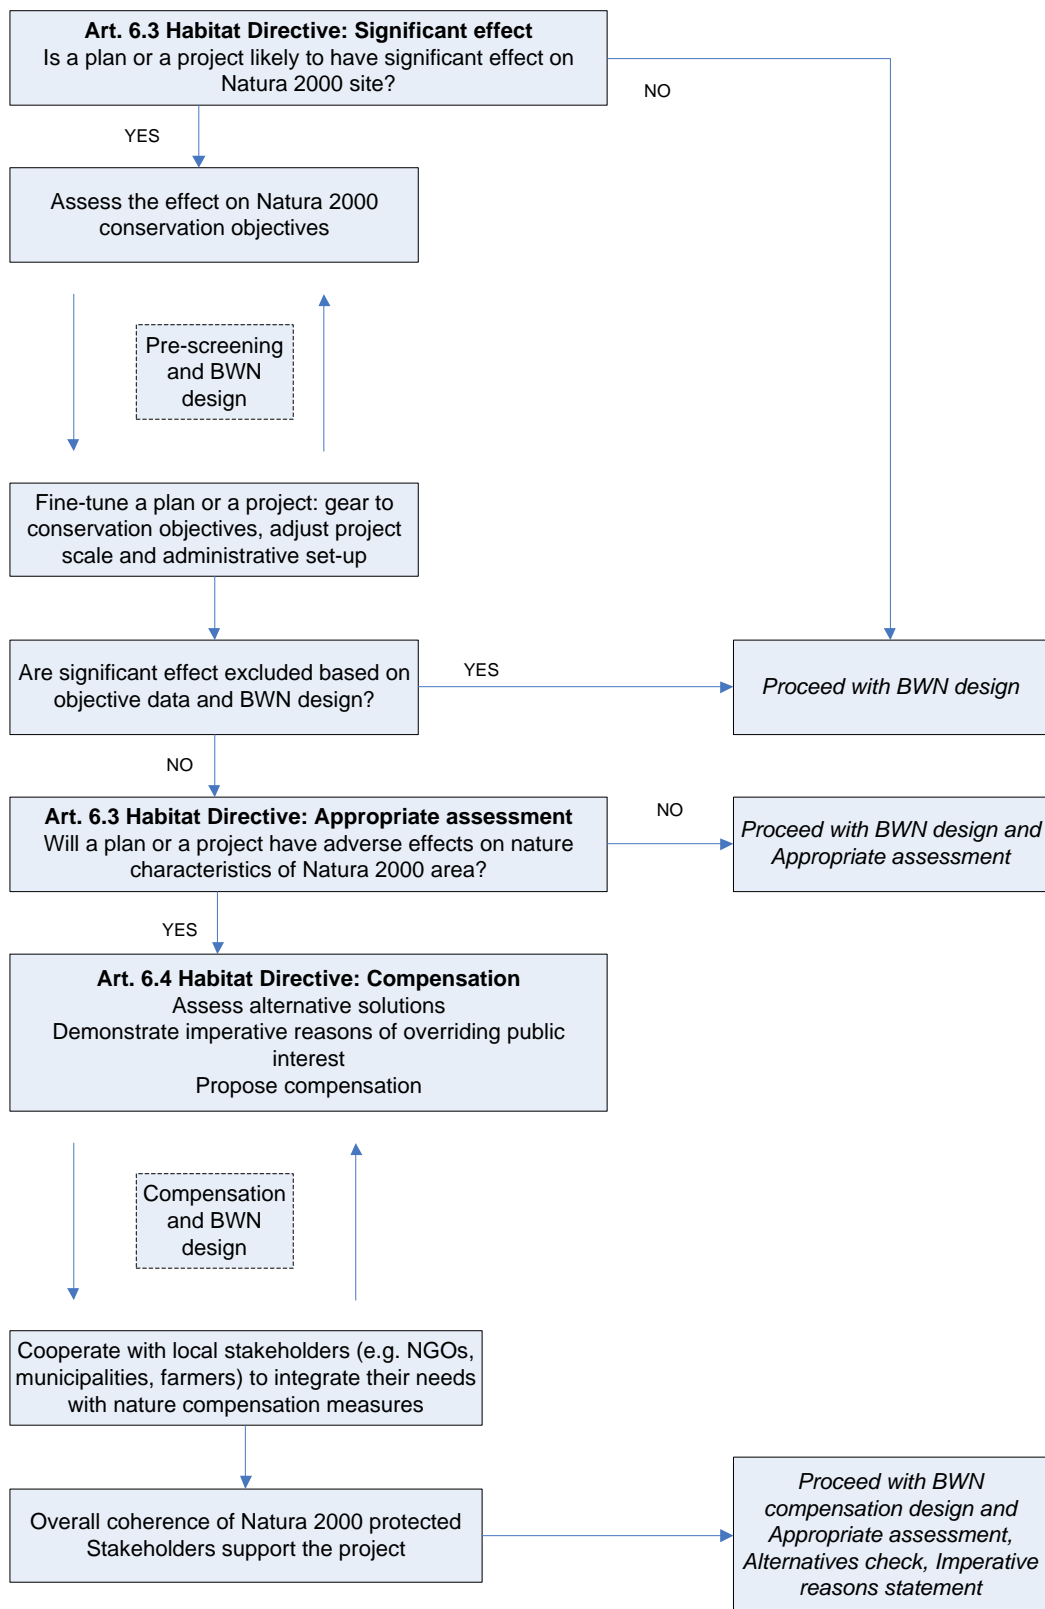 Art. 6.3 Habitat Directive: Significant effect
Is a plan or a project likely to have significant effect on
Natura 2000 site?
NO
YES
Assess the effect on Natura 2000
conservation objectives
Pre-screening
and BWN
design
Fine-tune a plan or a project: gear to
conservation objectives, adjust project
scale and administrative set-up
Are significant effect excluded based on
objective data and BWN design?
YES
Proceed with BWN design
NO
Art. 6.3 Habitat Directive: Appropriate assessment
Will a plan or a project have adverse effects on nature
characteristics of Natura 2000 area?
NO
Proceed with BWN design and
Appropriate assessment
YES
Art. 6.4 Habitat Directive: Compensation
Assess alternative solutions
Demonstrate imperative reasons of overriding public
interest
Propose compensation
Compensation
and BWN
design
Cooperate with local stakeholders (e.g. NGOs,
municipalities, farmers) to integrate their needs
with nature compensation measures
Overall coherence of Natura 2000 protected
Stakeholders support the project
Proceed with BWN
compensation design and
Appropriate assessment,
Alternatives check, Imperative
reasons statement